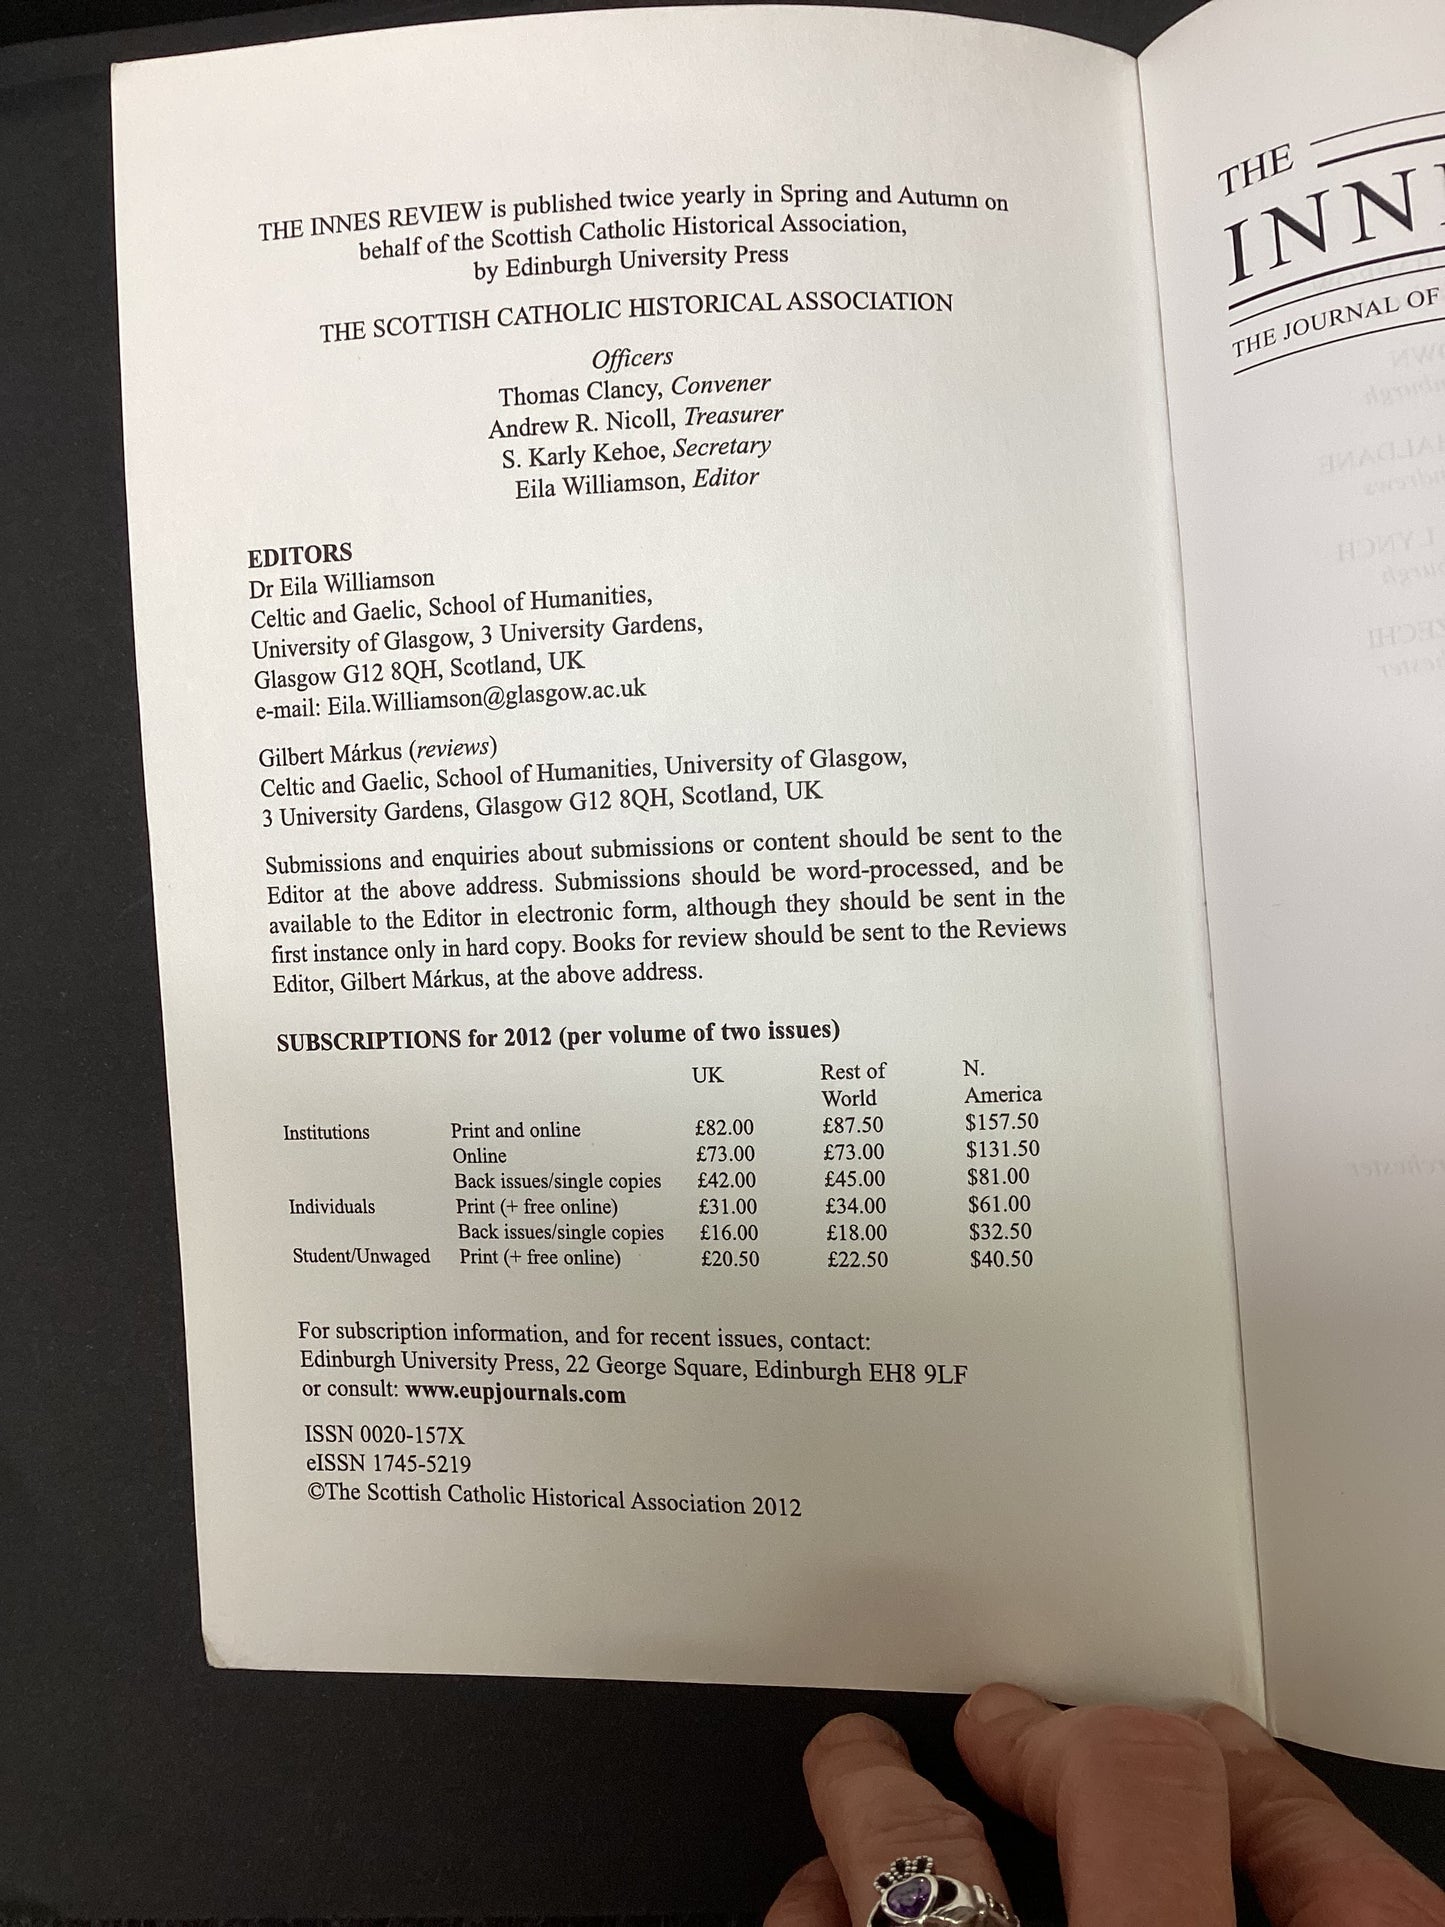 THE INNES REVIEW is published twice yearly in Spring and Autumn on
behalf of the Scottish Catholic Historical Association,
by Edinburgh University Press
THE SCOTTISH CATHOLIC HISTORICAL ASSOCIATION
Officers
Thomas Clancy, Convener
Andrew R. Nicoll, Treasurer
S. Karly Kehoe, Secretary
Eila Williamson, Editor
EDITORS
Dr Eila Williamson
Celtic and Gaelic, School of Humanities,
University of Glasgow, 3 University Gardens,
Glasgow G12 8QH, Scotland, UK
e-mail: Eila.Williamson@glasgow.ac.uk
Gilbert Márkus (reviews)
Celtic and Gaelic, School of Humanities, University of Glasgow,
3 University Gardens, Glasgow G12 8QH, Scotland, UK
Submissions and enquiries about submissions or content should be sent to the
Editor at the above address. Submissions should be word-processed, and be
available to the Editor in electronic form, although they should be sent in the
first instance only in hard copy. Books for review should be sent to the Reviews
Editor, Gilbert Márkus, at the above address.
SUBSCRIPTIONS for 2012 (per volume of two issues)
UK Rest of N.
World America
Institutions Print and online £82.00 £87.50 $157.50
Online £73.00 £73.00 $131.50
Back issues/single copies £42.00 £45.00 $81.00
Individuals Print (+ free online) £31.00 £34.00 $61.00
Back issues/single copies £16.00 £18.00 $32.50
Student/Unwaged Print (+ free online) £20.50 £22.50 $40.50
For subscription information, and for recent issues, contact:
Edinburgh University Press, 22 George Square, Edinburgh EH8 9LF
or consult: www.eupjournals.com
ISSN 0020-157X
eISSN 1745-5219
©The Scottish Catholic Historical Association 2012
THE
INN
THE JOURNAL OF